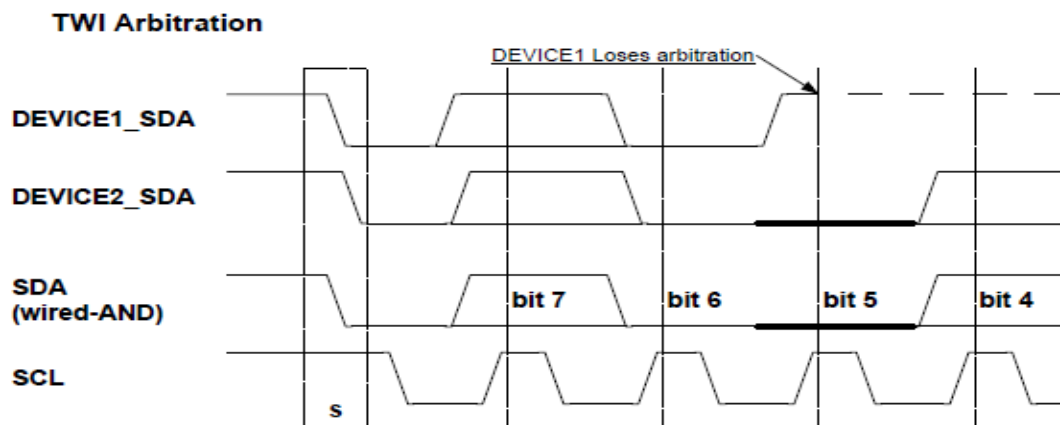 TWI Arbitration
DEVICE1 Loses arbitration
DEVICE1_SDA
DEVICE2_SDA
SDA
(wired-AND)
bit 7 bit 6 bit 5 bit 4
SCL
S